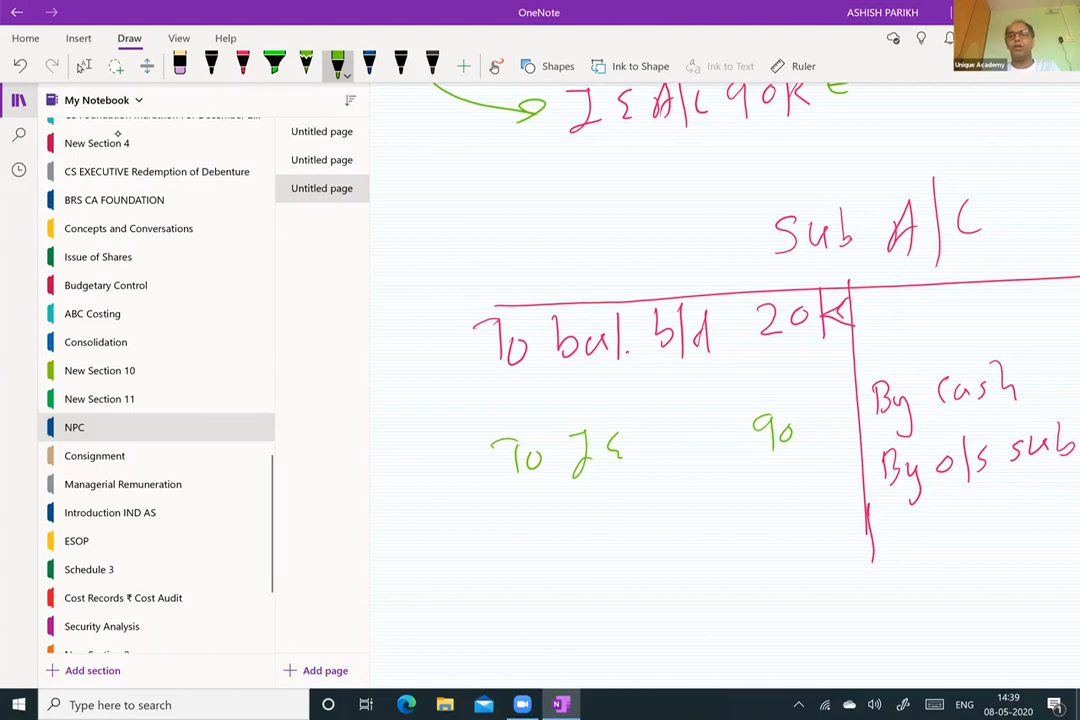 OneNote
ASHISH PARIKH
Home
Insert
Draw
View
Help
Unique Academy
Shapes
Ink to Shape
Ink to Text
Ruler
My Notebook
New Section 4
CS EXECUTIVE Redemption of Debenture
BRS CA FOUNDATION
Concepts and Conversations
Issue of Shares
Budgetary Control
ABC Costing
Consolidation
New Section 10
New Section 11
NPC
Consignment
Managerial Remuneration
Introduction IND AS
ESOP
Schedule 3
Cost Records ₹ Cost Audit
Security Analysis
Add section
Untitled page
Untitled page
Untitled page
Add page
I E A/C 90K
Sub A/C
To bal. b/d 20K
By cash
To I E 90
By o/s sub
Type here to search
ENG
14:39
08-05-2020
1